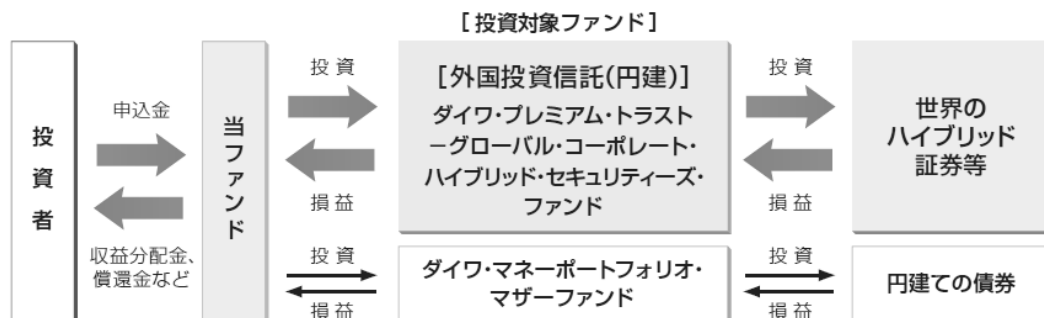 [投資対象ファンド]
投資者
申込金
収益分配金、
償還金など
当ファンド
投資
損益
[外国投資信託(円建)]
ダイワ・プレミアム・トラスト
−グローバル・コーポレート・
ハイブリッド・セキュリティーズ・
ファンド
投資
損益
世界の
ハイブリッド
証券等
投資
損益
ダイワ・マネーポートフォリオ・
マザーファンド
投資
損益
円建ての債券